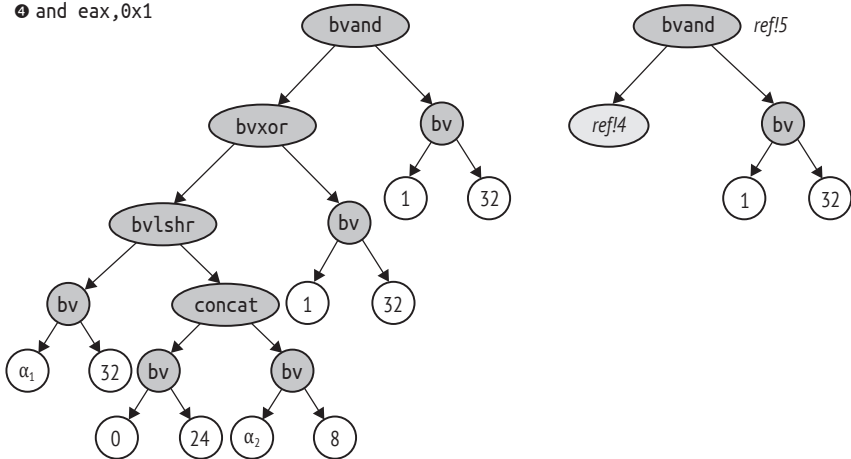 ❹ and eax,0x1
bvand
bvand ref!5
bvxor bv
ref!4 bv
1 32
1 32
bvlshr bv
bv concat 1 32
α₁ 32 bv bv
0 24 α₂ 8